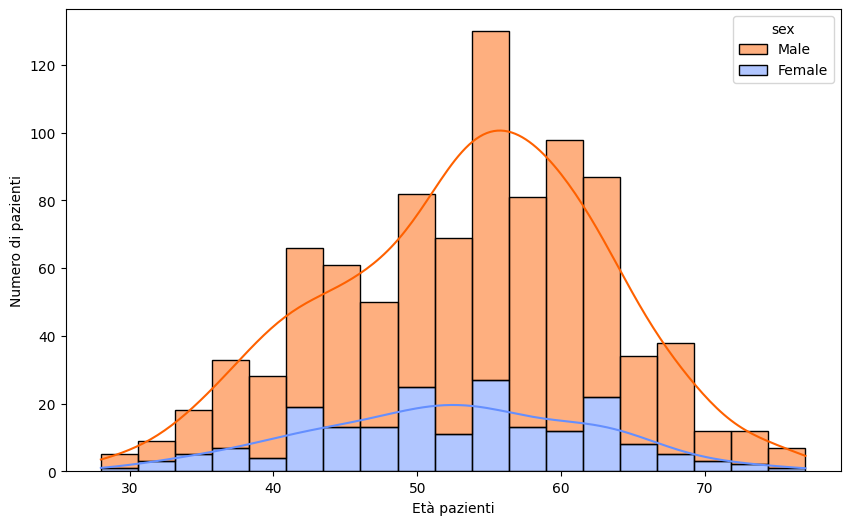 sex
Male
Female
Numero di pazienti
120
100
80
60
40
20
0
30 40 50 60 70
Età pazienti